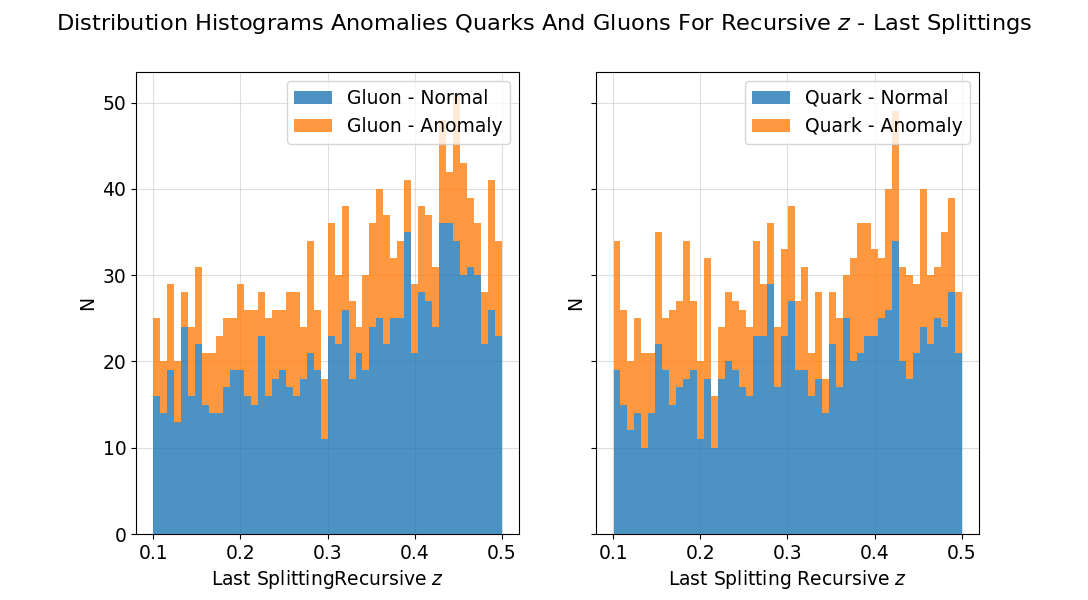 Distribution Histograms Anomalies Quarks And Gluons For Recursive z - Last Splittings
Gluon - Normal
Gluon - Anomaly
N
50
40
30
20
10
0
0.1 0.2 0.3 0.4 0.5
Last SplittingRecursive z
Quark - Normal
Quark - Anomaly
N
0.1 0.2 0.3 0.4 0.5
Last Splitting Recursive z